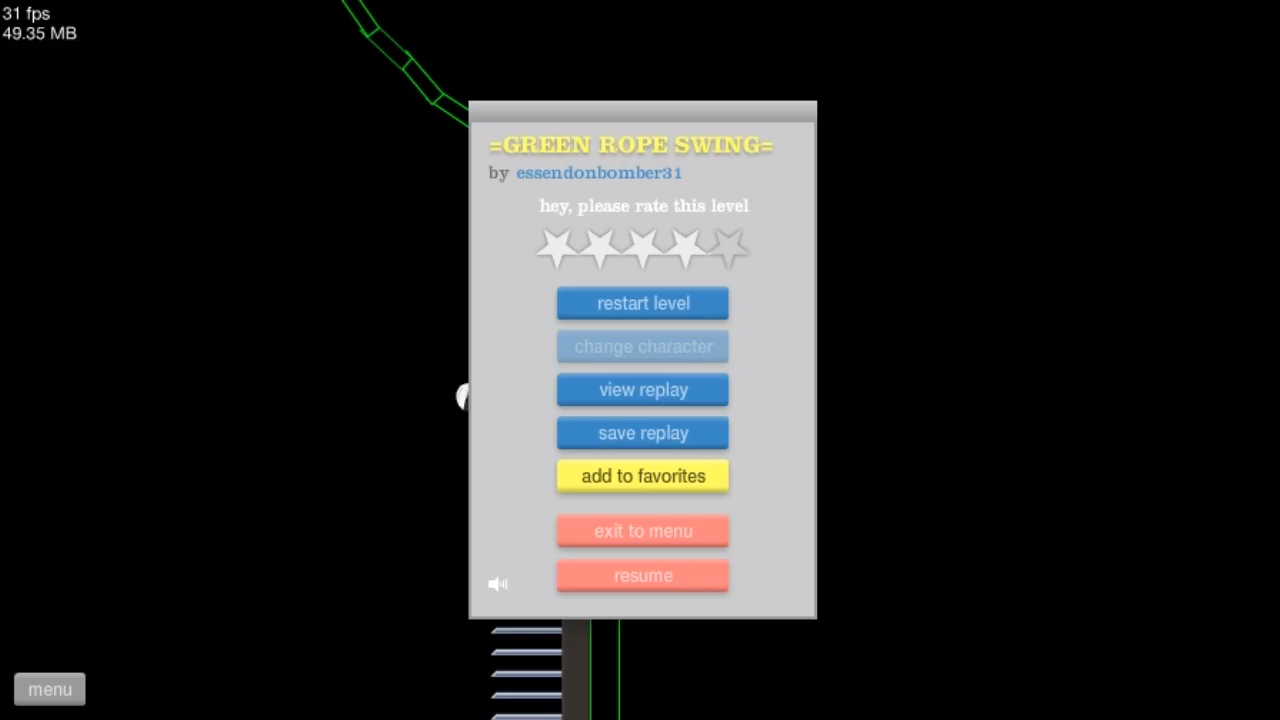 31 fps
49.35 MB
=GREEN ROPE SWING=
by essendonbomber31
hey, please rate this level
restart level
change character
view replay
save replay
add to favorites
exit to menu
resume
menu